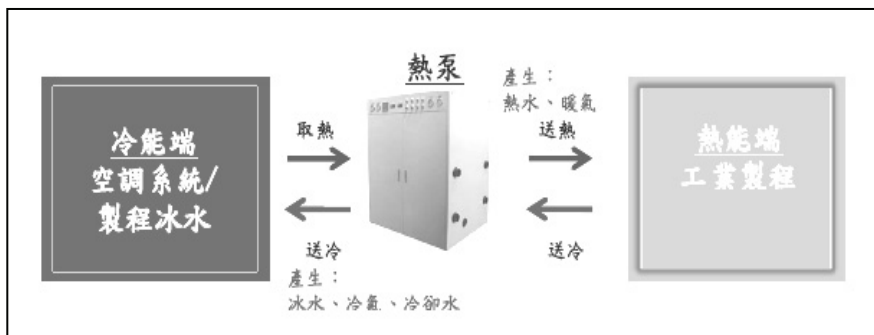 熱泵
產生：
熱水、暖氣
冷能端
空調系統/
製程冰水
取熱
送熱
熱能端
工業製程
送冷
送冷
產生：
冰水、冷氣、冷卻水